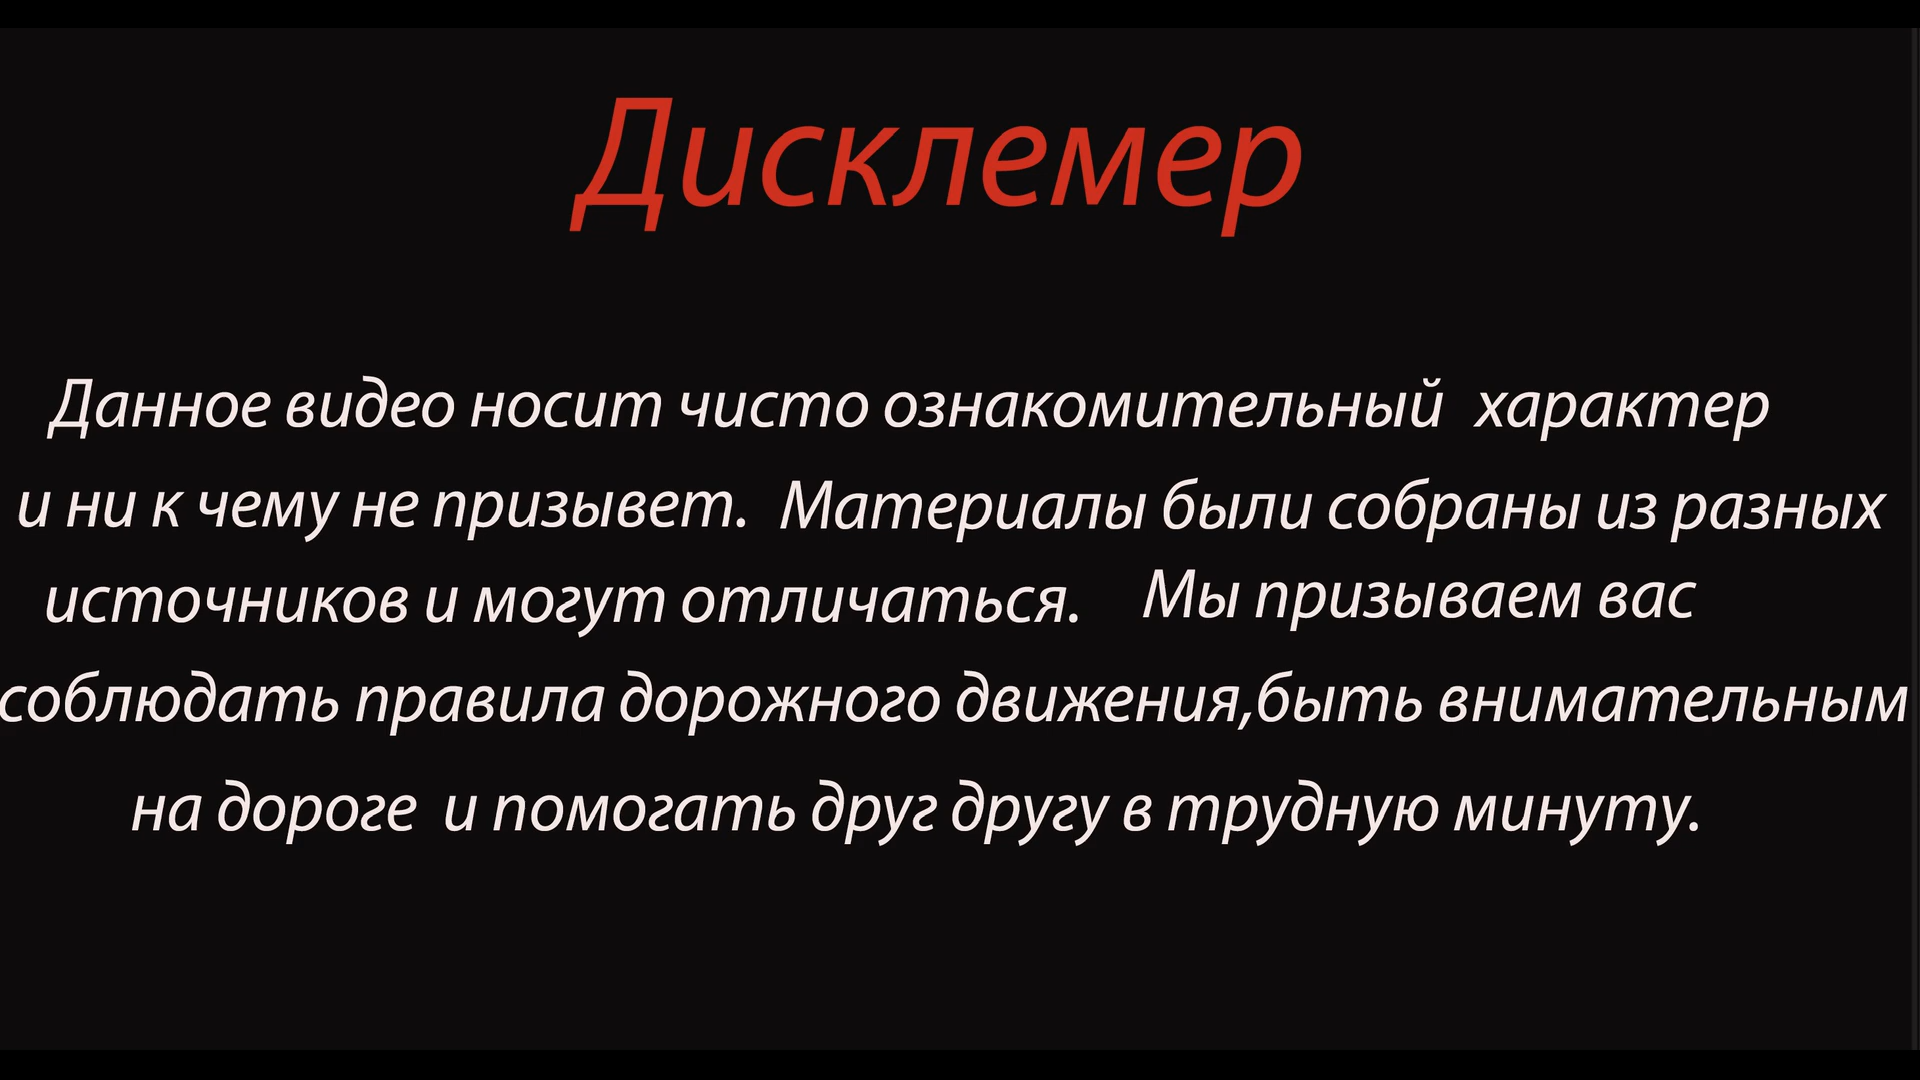 Дисклемер
Данное видео носит чисто ознакомительный характер
и ни к чему не призывет. Материалы были собраны из разных
источников и могут отличаться. Мы призываем вас
соблюдать правила дорожного движения,быть внимательным
на дороге и помогать друг другу в трудную минуту.